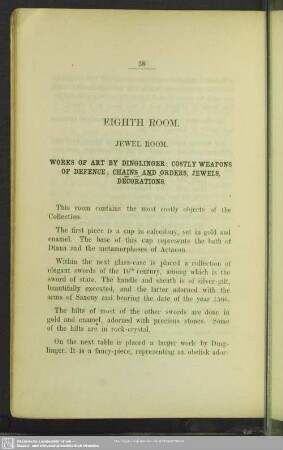 58
EIGHTH ROOM.
JEWEL ROOM.
WORKS OF ART BY DINGLINGER; COSTLY WEAPONS
OF DEFENCE; CHAINS AND ORDERS, JEWELS,
DECORATIONS.
This room contains the most costly objects of the
Collection.
The first piece is a cup in calcedony, set in gold and
enamel. The base of this cup represents the bath of
Diana and the metamorphoses of Actaeon.
Within the next glass-case is placed a collection of
elegant swords of the 16th century, among which is the
sword of state. The handle and sheath is of silver-gilt,
beautifully executed, and the latter adorned with the
arms of Saxony and bearing the date of the year 1566.
The hilts of most of the other swords are done in
gold and enamel, adorned with precious stones. Some
of the hilts are in rock-crystal.
On the next table is placed a larger work by Ding-
linger. It is a fancy-piece, representing an obelisk ador-